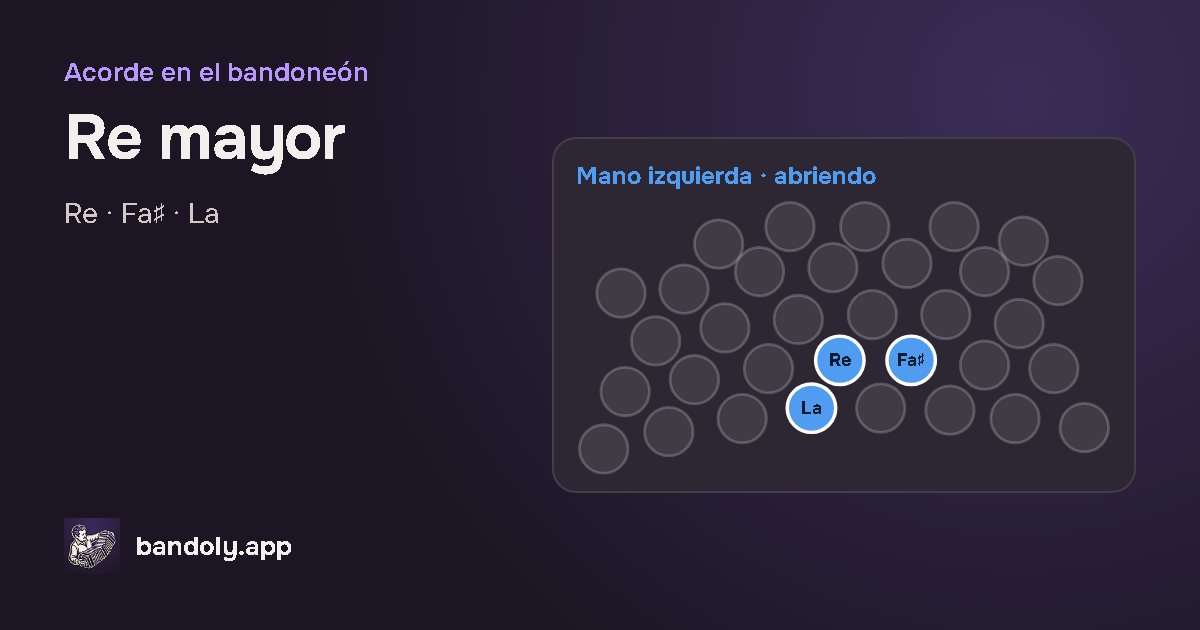 Acorde en el bandoneón
Re mayor
Re · Fa♯ · La
Mano izquierda · abriendo
Re
Fa♯
La
bandoly.app